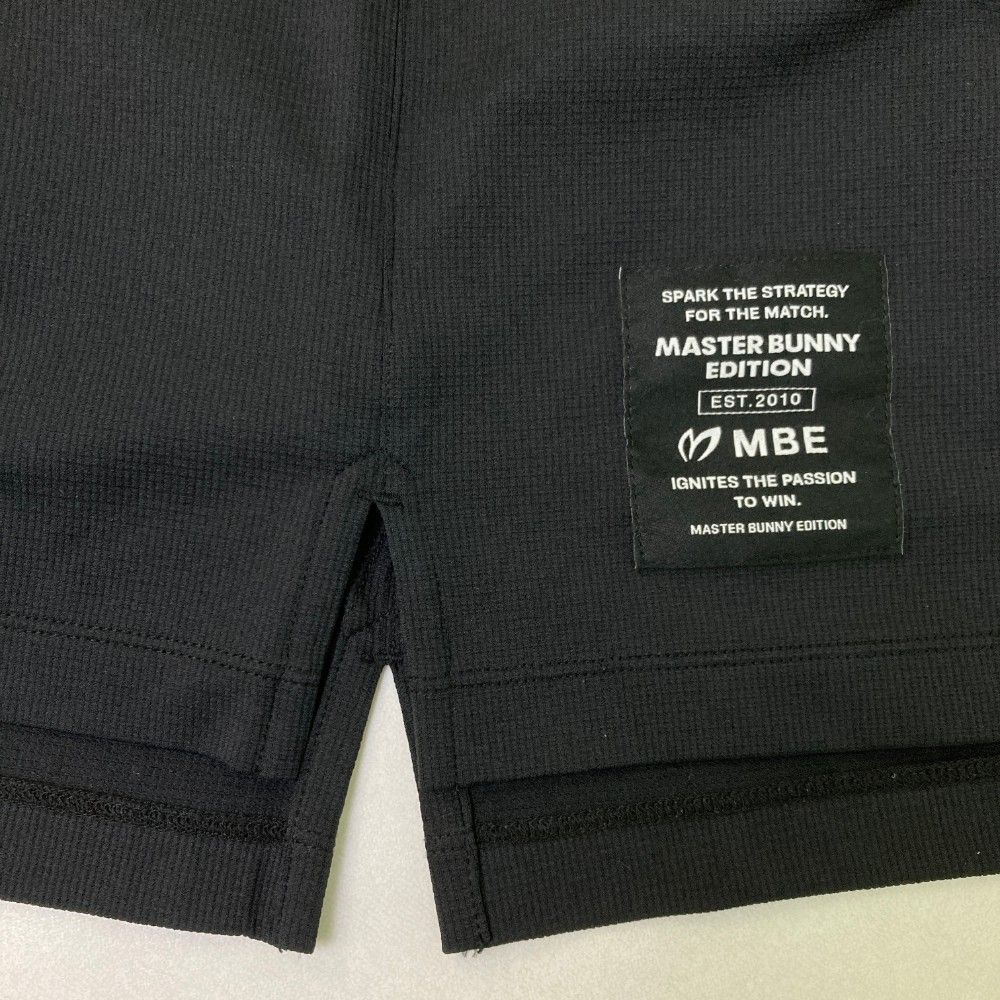 SPARK THE STRATEGY
FOR THE MATCH.
MASTER BUNNY
EDITION
EST.2010
MBE
IGNITES THE PASSION
TO WIN.
MASTER BUNNY EDITION